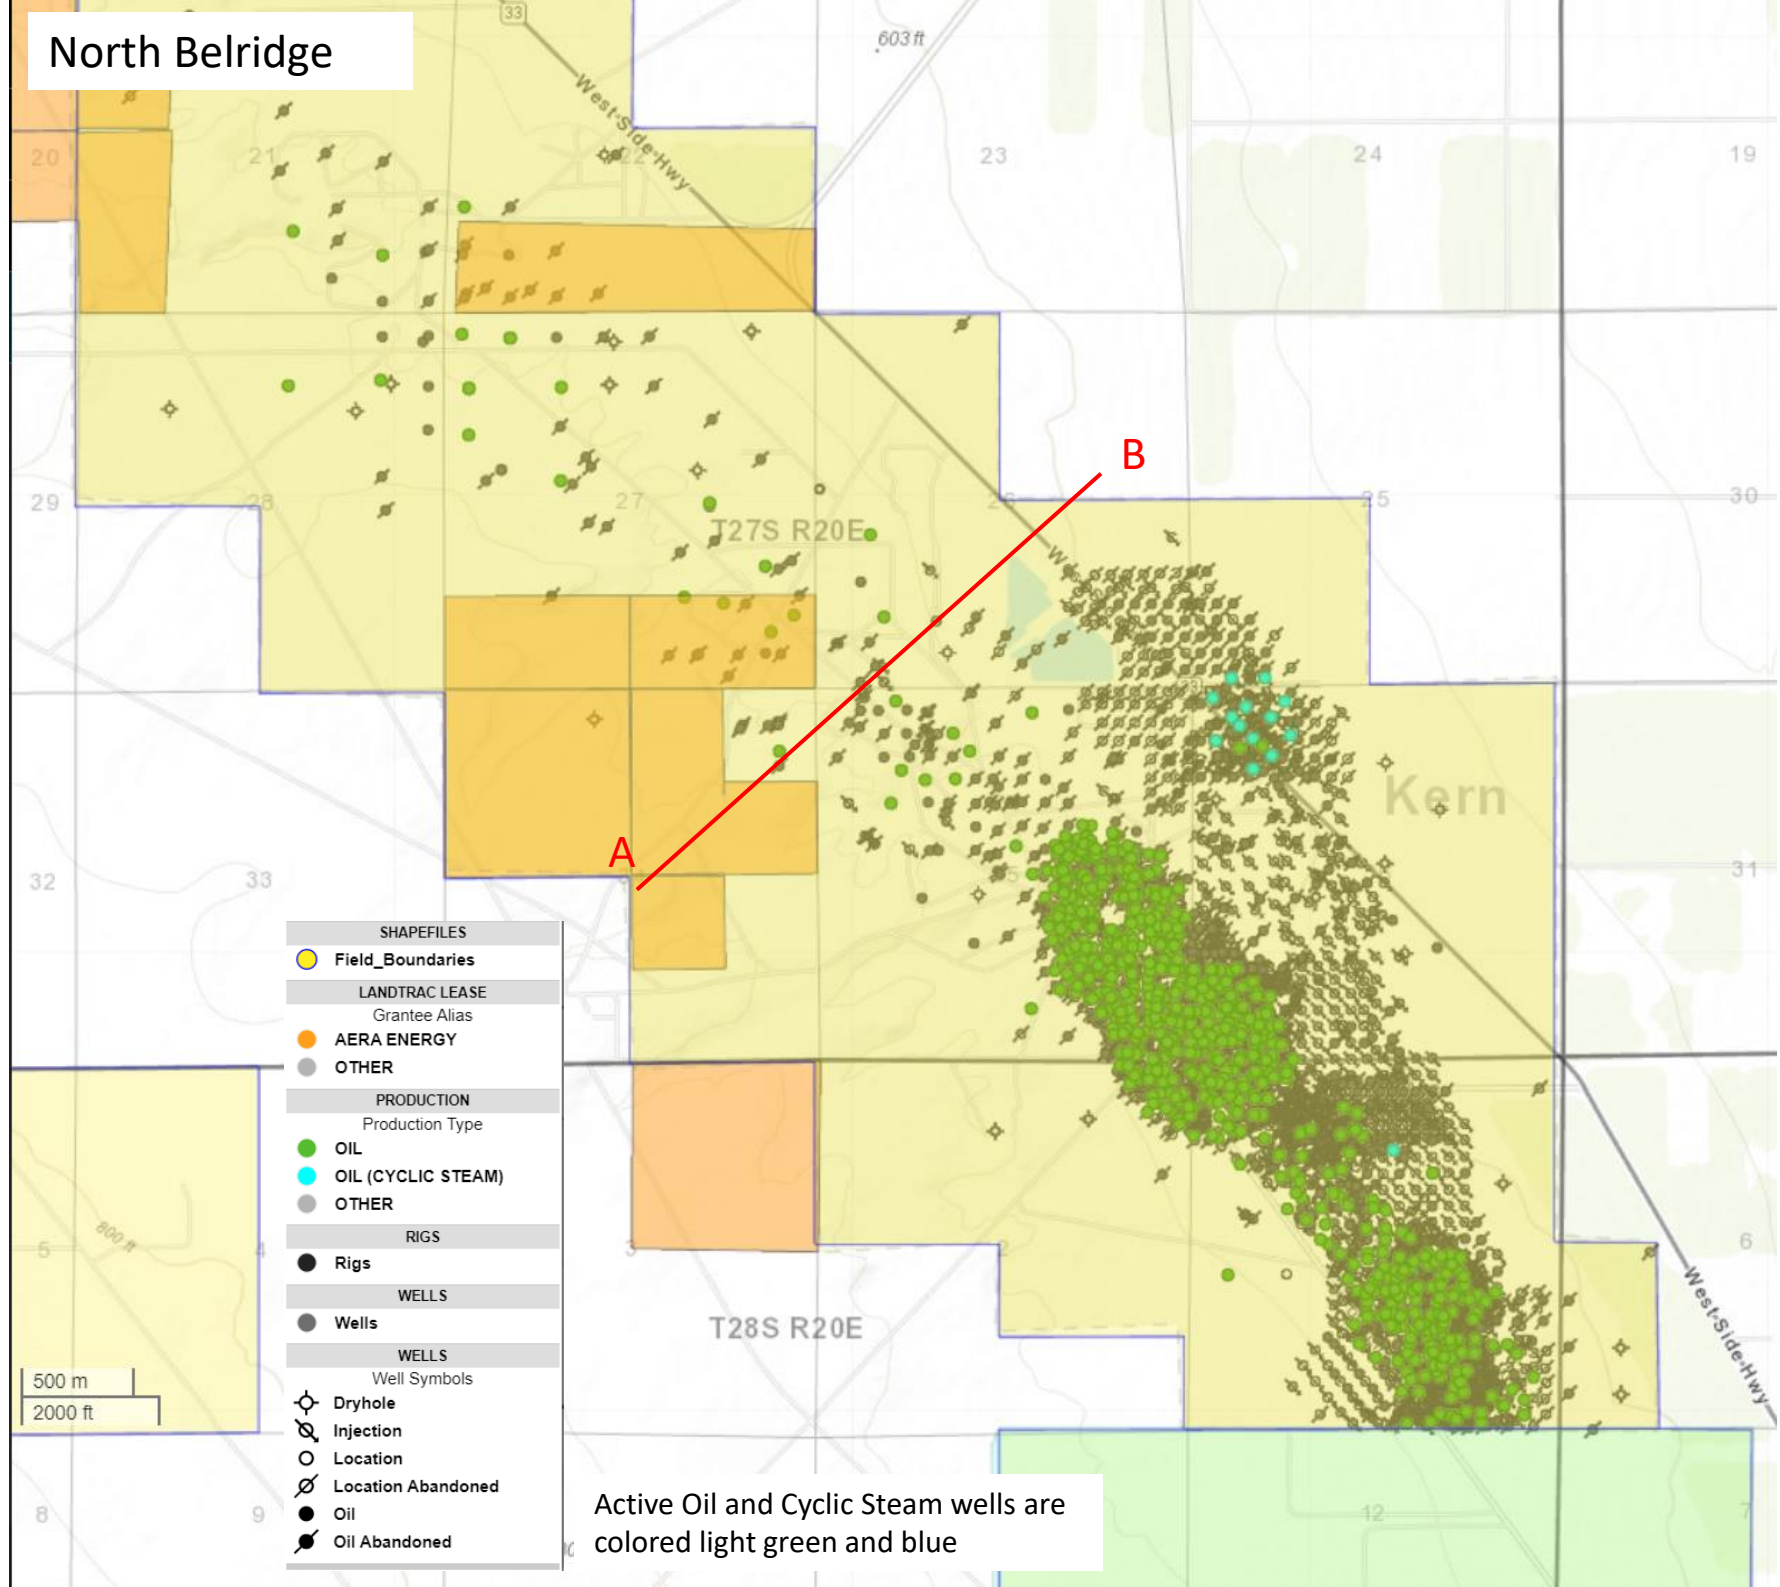 North Belridge
33
603 ft
West-Side-Hwy
20
21
22
23
24
19
B
29
28
27
26
25
30
T27S R20E
W
Kern
A
32
33
31
SHAPEFILES
Field_Boundaries
LANDTRAC LEASE
Grantee Alias
AERA ENERGY
OTHER
PRODUCTION
Production Type
OIL
OIL (CYCLIC STEAM)
OTHER
RIGS
Rigs
WELLS
Wells
WELLS
Well Symbols
Dryhole
Injection
Location
Location Abandoned
Oil
Oil Abandoned
5
800 ft
4
3
2
6
T28S R20E
West-Side-Hwy
500 m
2000 ft
8
9
12
7
Active Oil and Cyclic Steam wells are
colored light green and blue